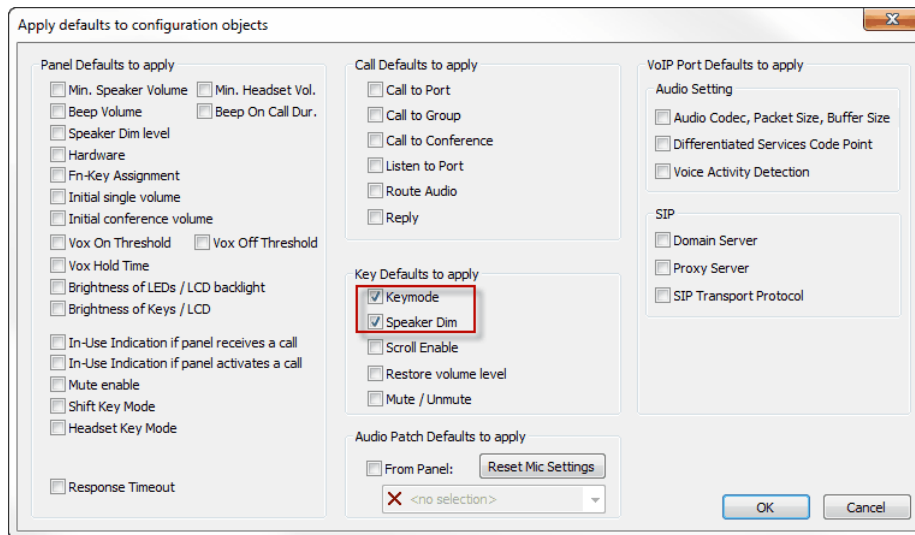 Apply defaults to configuration objects
Panel Defaults to apply
Min. Speaker Volume Min. Headset Vol.
Beep Volume Beep On Call Dur.
Speaker Dim level
Hardware
Fn-Key Assignment
Initial single volume
Initial conference volume
Vox On Threshold Vox Off Threshold
Vox Hold Time
Brightness of LEDs / LCD backlight
Brightness of Keys / LCD
In-Use Indication if panel receives a call
In-Use Indication if panel activates a call
Mute enable
Shift Key Mode
Headset Key Mode
Response Timeout
Call Defaults to apply
Call to Port
Call to Group
Call to Conference
Listen to Port
Route Audio
Reply
Key Defaults to apply
Keymode
Speaker Dim
Scroll Enable
Restore volume level
Mute / Unmute
Audio Patch Defaults to apply
From Panel: Reset Mic Settings
<no selection>
VoIP Port Defaults to apply
Audio Setting
Audio Codec, Packet Size, Buffer Size
Differentiated Services Code Point
Voice Activity Detection
SIP
Domain Server
Proxy Server
SIP Transport Protocol
OK Cancel